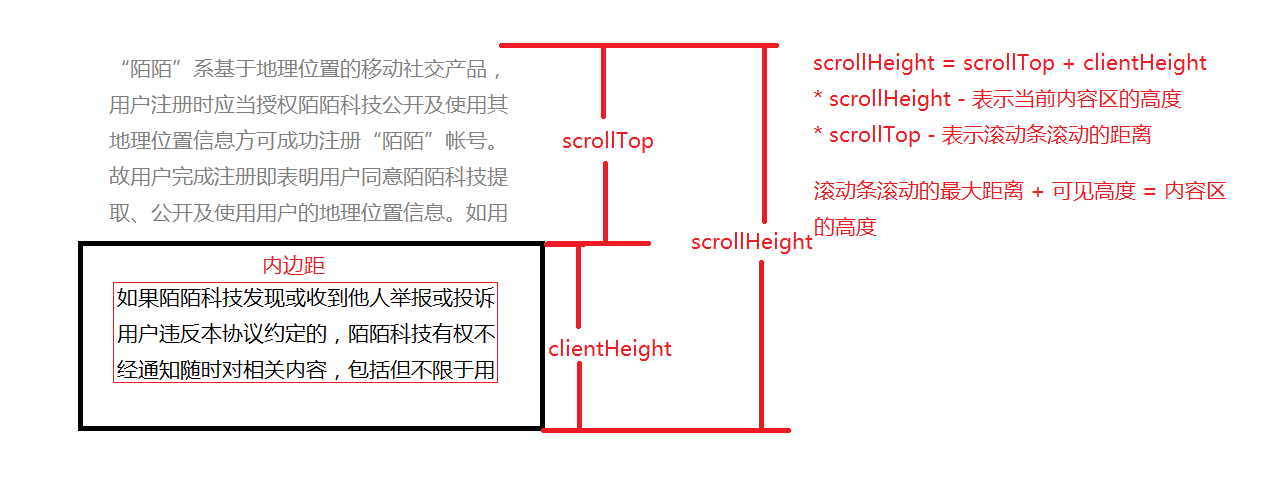 “陌陌”系基于地理位置的移动社交产品，
用户注册时应当授权陌陌科技公开及使用其
地理位置信息方可成功注册“陌陌”帐号。
故用户完成注册即表明用户同意陌陌科技提
取、公开及使用用户的地理位置信息。如用
内边距
如果陌陌科技发现或收到他人举报或投诉
用户违反本协议约定的，陌陌科技有权不
经通知随时对相关内容，包括但不限于用
scrollTop
scrollHeight
clientHeight
scrollHeight = scrollTop + clientHeight
* scrollHeight - 表示当前内容区的高度
* scrollTop - 表示滚动条滚动的距离
滚动条滚动的最大距离 + 可见高度 = 内容区
的高度